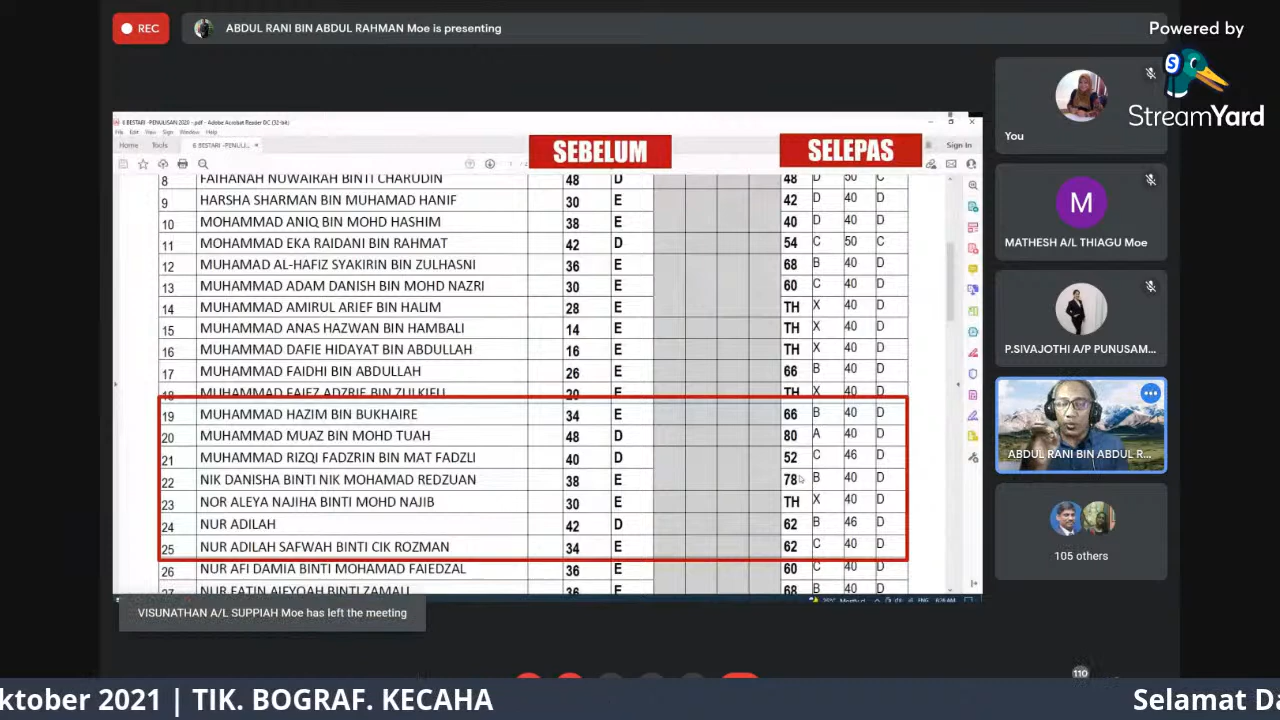 REC
ABDUL RANI BIN ABDUL RAHMAN Moe is presenting
Powered by
StreamYard
6 BESTARI -PENULISAN 2020 - .pdf - Adobe Acrobat Reader DC (32-bit)
File Edit View Sign Window Help
Home Tools 6 BESTARI -PENULI... × Sign In
SEBELUM SELEPAS
8 FAIHANAH NUWAIRAH BINTI CHARUDIN 48 D 48 D 50 C
9 HARSHA SHARMAN BIN MUHAMAD HANIF 30 E 42 D 40 D
10 MOHAMMAD ANIQ BIN MOHD HASHIM 38 E 40 D 40 D
11 MOHAMMAD EKA RAIDANI BIN RAHMAT 42 D 54 C 50 C
12 MUHAMAD AL-HAFIZ SYAKIRIN BIN ZULHASNI 36 E 68 B 40 D
13 MUHAMMAD ADAM DANISH BIN MOHD NAZRI 30 E 60 C 40 D
14 MUHAMMAD AMIRUL ARIEF BIN HALIM 28 E TH X 40 D
15 MUHAMMAD ANAS HAZWAN BIN HAMBALI 14 E TH X 40 D
16 MUHAMMAD DAFIE HIDAYAT BIN ABDULLAH 16 E TH X 40 D
17 MUHAMMAD FAIDHI BIN ABDULLAH 26 E 66 B 40 D
18 MUHAMMAD FAIEZ ADZRIE BIN ZULKIFLI 20 E TH X 40 D
19 MUHAMMAD HAZIM BIN BUKHAIRE 34 E 66 B 40 D
20 MUHAMMAD MUAZ BIN MOHD TUAH 48 D 80 A 40 D
21 MUHAMMAD RIZQI FADZRIN BIN MAT FADZLI 40 D 52 C 46 D
22 NIK DANISHA BINTI NIK MOHAMAD REDZUAN 38 E 78 B 40 D
23 NOR ALEYA NAJIHA BINTI MOHD NAJIB 30 E TH X 40 D
24 NUR ADILAH 42 D 62 B 46 D
25 NUR ADILAH SAFWAH BINTI CIK ROZMAN 34 E 62 C 40 D
26 NUR AFI DAMIA BINTI MOHAMAD FAIEDZAL 36 E 60 C 40 D
27 NUR FATIN AIFYOAH BINTI ZAMAU 36 E 68 B 40 D
VISUNATHAN A/L SUPPIAH Moe has left the meeting
You
M
MATHESH A/L THIAGU Moe
P.SIVAJOTHI A/P PUNUSAM...
ABDUL RANI BIN ABDUL R...
105 others
110
ktober 2021 | TIK. BOGRAF. KECAHA
Selamat Da